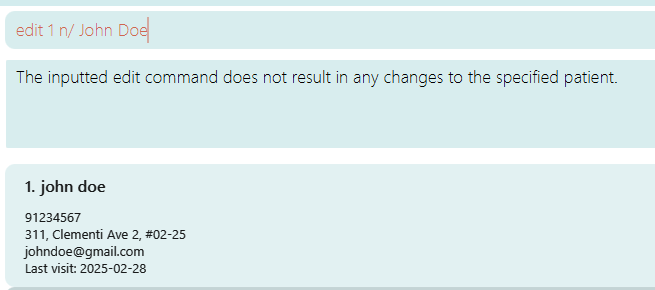 edit 1 n/ John Doe
The inputted edit command does not result in any changes to the specified patient.
1. john doe
91234567
311, Clementi Ave 2, #02-25
johndoe@gmail.com
Last visit: 2025-02-28